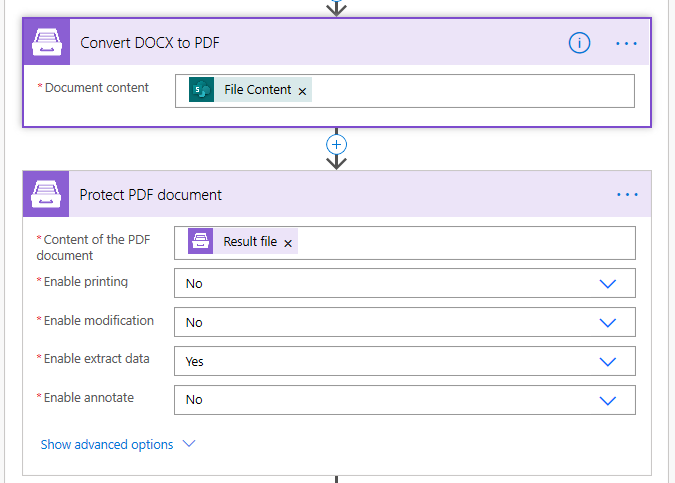 Convert DOCX to PDF
* Document content
S File Content ×
Protect PDF document
* Content of the PDF
document
Result file ×
* Enable printing
No
* Enable modification
No
* Enable extract data
Yes
* Enable annotate
No
Show advanced options